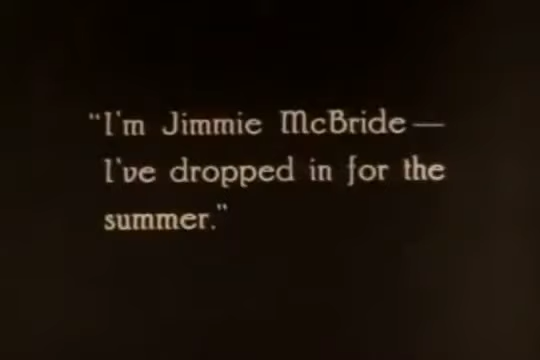 "I'm Jimmie McBride —
I've dropped in for the
summer."